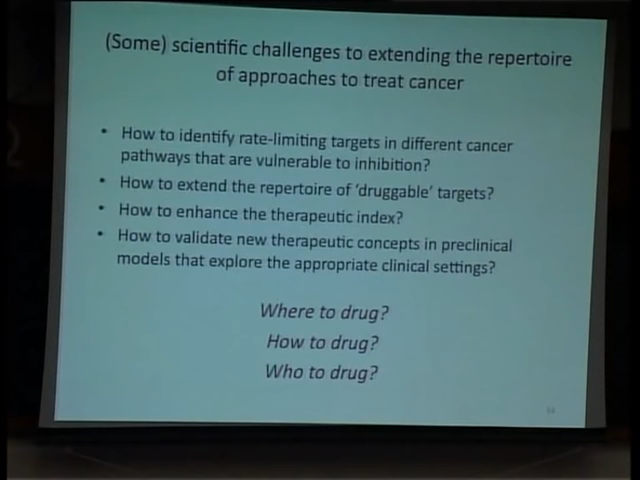 (Some) scientific challenges to extending the repertoire
of approaches to treat cancer
• How to identify rate-limiting targets in different cancer
pathways that are vulnerable to inhibition?
• How to extend the repertoire of ‘druggable’ targets?
• How to enhance the therapeutic index?
• How to validate new therapeutic concepts in preclinical
models that explore the appropriate clinical settings?
Where to drug?
How to drug?
Who to drug?